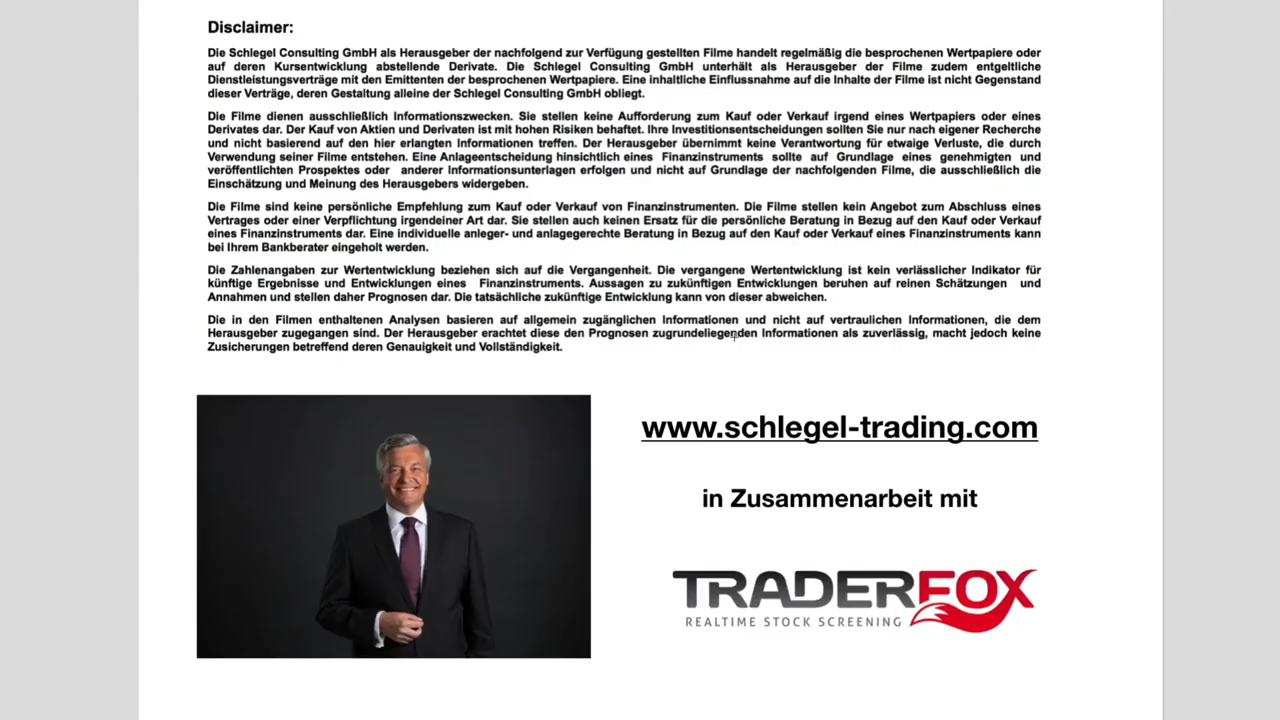 Disclaimer:
Die Schlegel Consulting GmbH als Herausgeber der nachfolgend zur Verfügung gestellten Filme handelt regelmäßig die besprochenen Wertpapiere oder
auf deren Kursentwicklung abstellende Derivate. Die Schlegel Consulting GmbH unterhält als Herausgeber der Filme zudem entgeltliche
Dienstleistungsverträge mit den Emittenten der besprochenen Wertpapiere. Eine inhaltliche Einflussnahme auf die Inhalte der Filme ist nicht Gegenstand
dieser Verträge, deren Gestaltung alleine der Schlegel Consulting GmbH obliegt.
Die Filme dienen ausschließlich Informationszwecken. Sie stellen keine Aufforderung zum Kauf oder Verkauf irgend eines Wertpapiers oder eines
Derivates dar. Der Kauf von Aktien und Derivaten ist mit hohen Risiken behaftet. Ihre Investitionsentscheidungen sollten Sie nur nach eigener Recherche
und nicht basierend auf den hier erlangten Informationen treffen. Der Herausgeber übernimmt keine Verantwortung für etwaige Verluste, die durch
Verwendung seiner Filme entstehen. Eine Anlageentscheidung hinsichtlich eines Finanzinstruments sollte auf Grundlage eines genehmigten und
veröffentlichten Prospektes oder anderer Informationsunterlagen erfolgen und nicht auf Grundlage der nachfolgenden Filme, die ausschließlich die
Einschätzung und Meinung des Herausgebers widergeben.
Die Filme sind keine persönliche Empfehlung zum Kauf oder Verkauf von Finanzinstrumenten. Die Filme stellen kein Angebot zum Abschluss eines
Vertrages oder einer Verpflichtung irgendeiner Art dar. Sie stellen auch keinen Ersatz für die persönliche Beratung in Bezug auf den Kauf oder Verkauf
eines Finanzinstruments dar. Eine individuelle anleger- und anlagegerechte Beratung in Bezug auf den Kauf oder Verkauf eines Finanzinstruments kann
bei Ihrem Bankberater eingeholt werden.
Die Zahlenangaben zur Wertentwicklung beziehen sich auf die Vergangenheit. Die vergangene Wertentwicklung ist kein verlässlicher Indikator für
künftige Ergebnisse und Entwicklungen eines Finanzinstruments. Aussagen zu zukünftigen Entwicklungen beruhen auf reinen Schätzungen und
Annahmen und stellen daher Prognosen dar. Die tatsächliche zukünftige Entwicklung kann von dieser abweichen.
Die in den Filmen enthaltenen Analysen basieren auf allgemein zugänglichen Informationen und nicht auf vertraulichen Informationen, die dem
Herausgeber zugegangen sind. Der Herausgeber erachtet diese den Prognosen zugrundeliegenden Informationen als zuverlässig, macht jedoch keine
Zusicherungen betreffend deren Genauigkeit und Vollständigkeit.
www.schlegel-trading.com
in Zusammenarbeit mit
TRADERFOX
REALTIME STOCK SCREENING